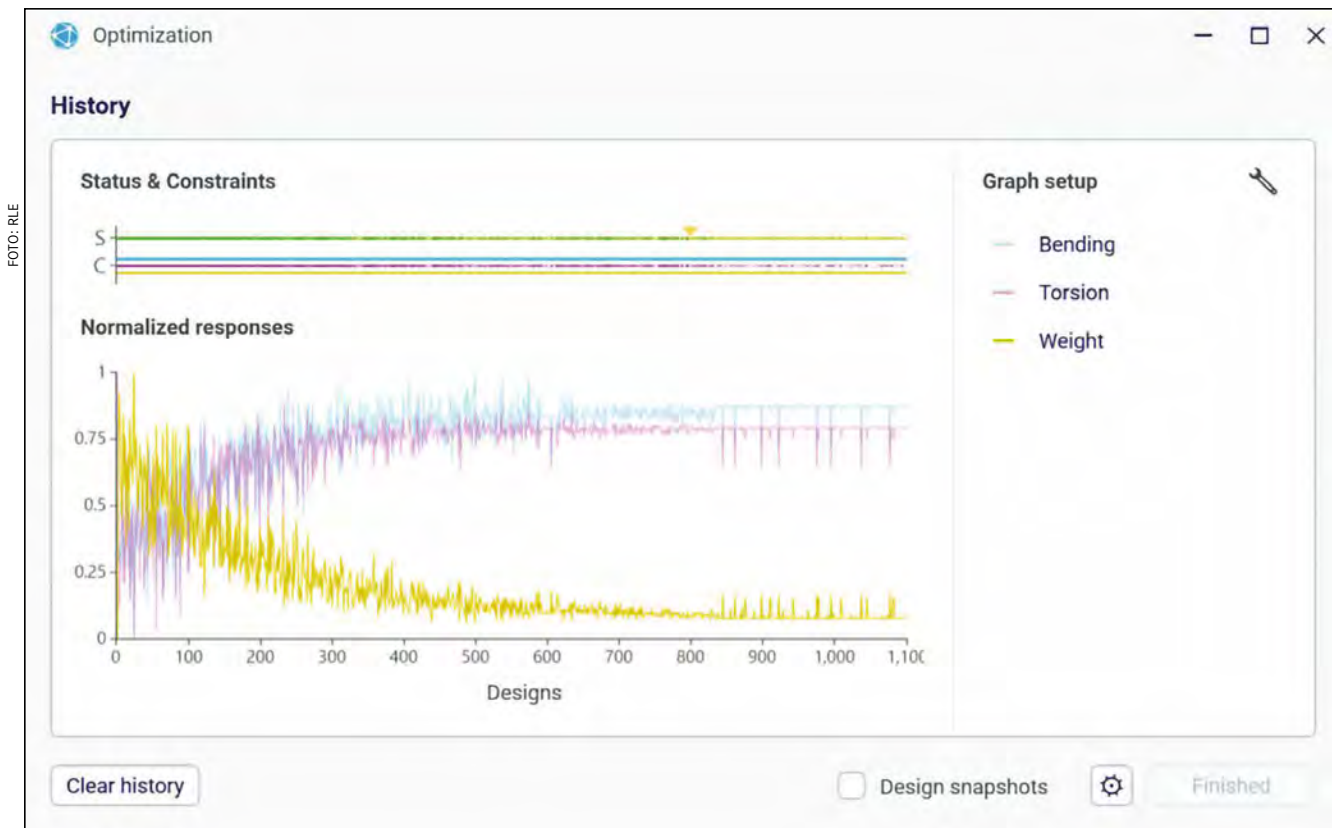 Optimization
History
FOTO: RLE
Status & Constraints
S
C
Normalized responses
1
0.75
0.5
0.25
0
0 100 200 300 400 500 600 700 800 900 1,000 1,10
Designs
Graph setup
Bending
Torsion
Weight
Clear history
Design snapshots
Finished